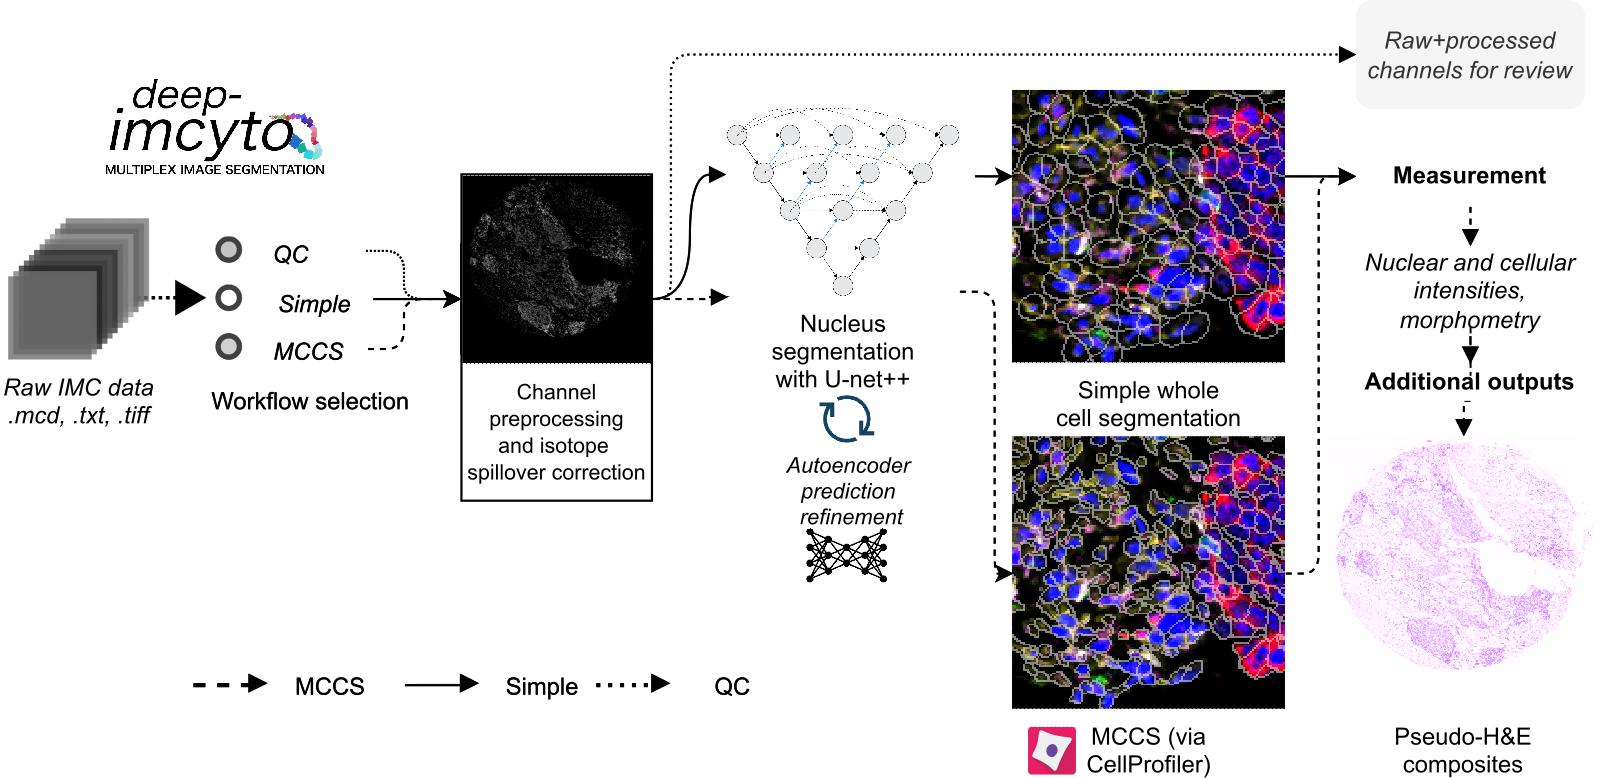 deep-
imcyto
MULTIPLEX IMAGE SEGMENTATION
Raw IMC data
.mcd, .txt, .tiff
QC
Simple
MCCS
Workflow selection
Channel
preprocessing
and isotope
spillover correction
Nucleus
segmentation
with U-net++
Autoencoder
prediction
refinement
Simple whole
cell segmentation
MCCS (via
CellProfiler)
Raw+processed
channels for review
Measurement
Nuclear and cellular
intensities,
morphometry
Additional outputs
Pseudo-H&E
composites
MCCS
Simple
QC